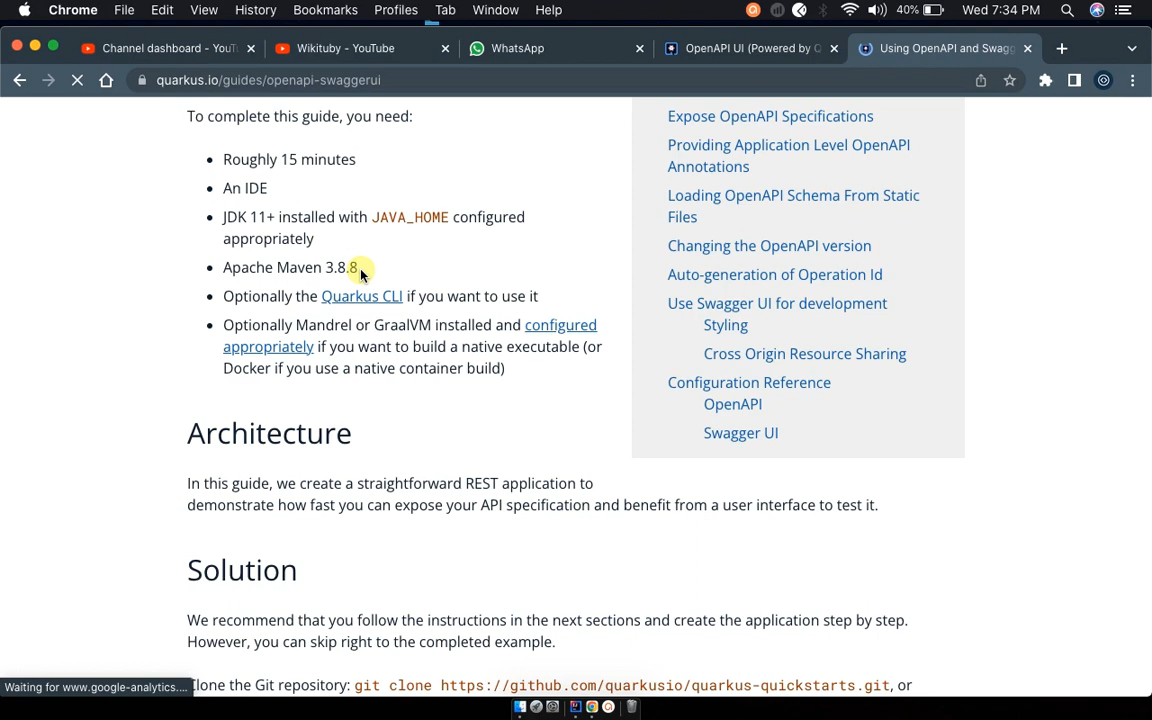 Chrome File Edit View History Bookmarks Profiles Tab Window Help 40% Wed 7:34 PM
Channel dashboard - YouT Wikituby - YouTube WhatsApp OpenAPI UI (Powered by Q Using OpenAPI and Swagg
quarkus.io/guides/openapi-swaggerui
To complete this guide, you need:
Roughly 15 minutes
An IDE
JDK 11+ installed with JAVA_HOME configured
appropriately
Apache Maven 3.8.8
Optionally the Quarkus CLI if you want to use it
Optionally Mandrel or GraalVM installed and configured
appropriately if you want to build a native executable (or
Docker if you use a native container build)
Expose OpenAPI Specifications
Providing Application Level OpenAPI
Annotations
Loading OpenAPI Schema From Static
Files
Changing the OpenAPI version
Auto-generation of Operation Id
Use Swagger UI for development
Styling
Cross Origin Resource Sharing
Configuration Reference
OpenAPI
Swagger UI
Architecture
In this guide, we create a straightforward REST application to
demonstrate how fast you can expose your API specification and benefit from a user interface to test it.
Solution
We recommend that you follow the instructions in the next sections and create the application step by step.
However, you can skip right to the completed example.
Waiting for www.google-analytics....
Clone the Git repository: git clone https://github.com/quarkusio/quarkus-quickstarts.git, or